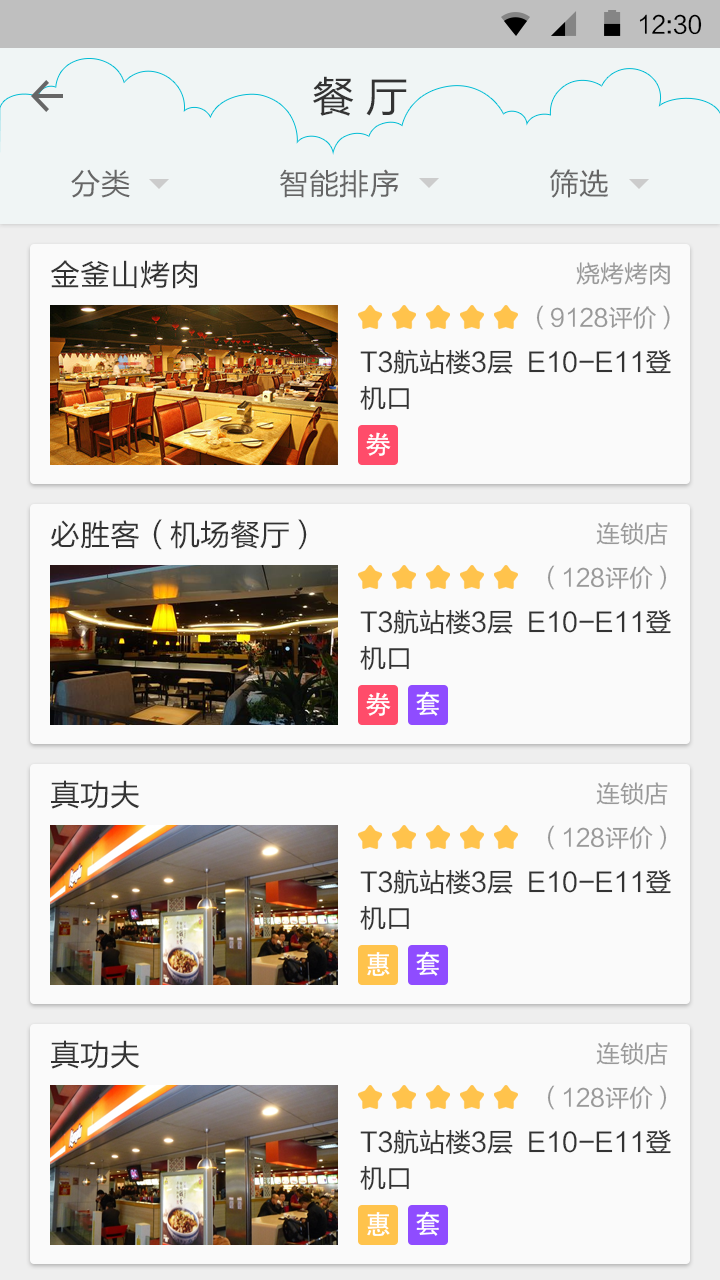 12:30
餐厅
分类 智能排序 筛选
金釜山烤肉 烧烤烤肉
（9128评价）
T3航站楼3层 E10-E11登
机口
劵
必胜客（机场餐厅） 连锁店
（128评价）
T3航站楼3层 E10-E11登
机口
劵 套
真功夫 连锁店
（128评价）
T3航站楼3层 E10-E11登
机口
惠 套
真功夫 连锁店
（128评价）
T3航站楼3层 E10-E11登
机口
惠 套